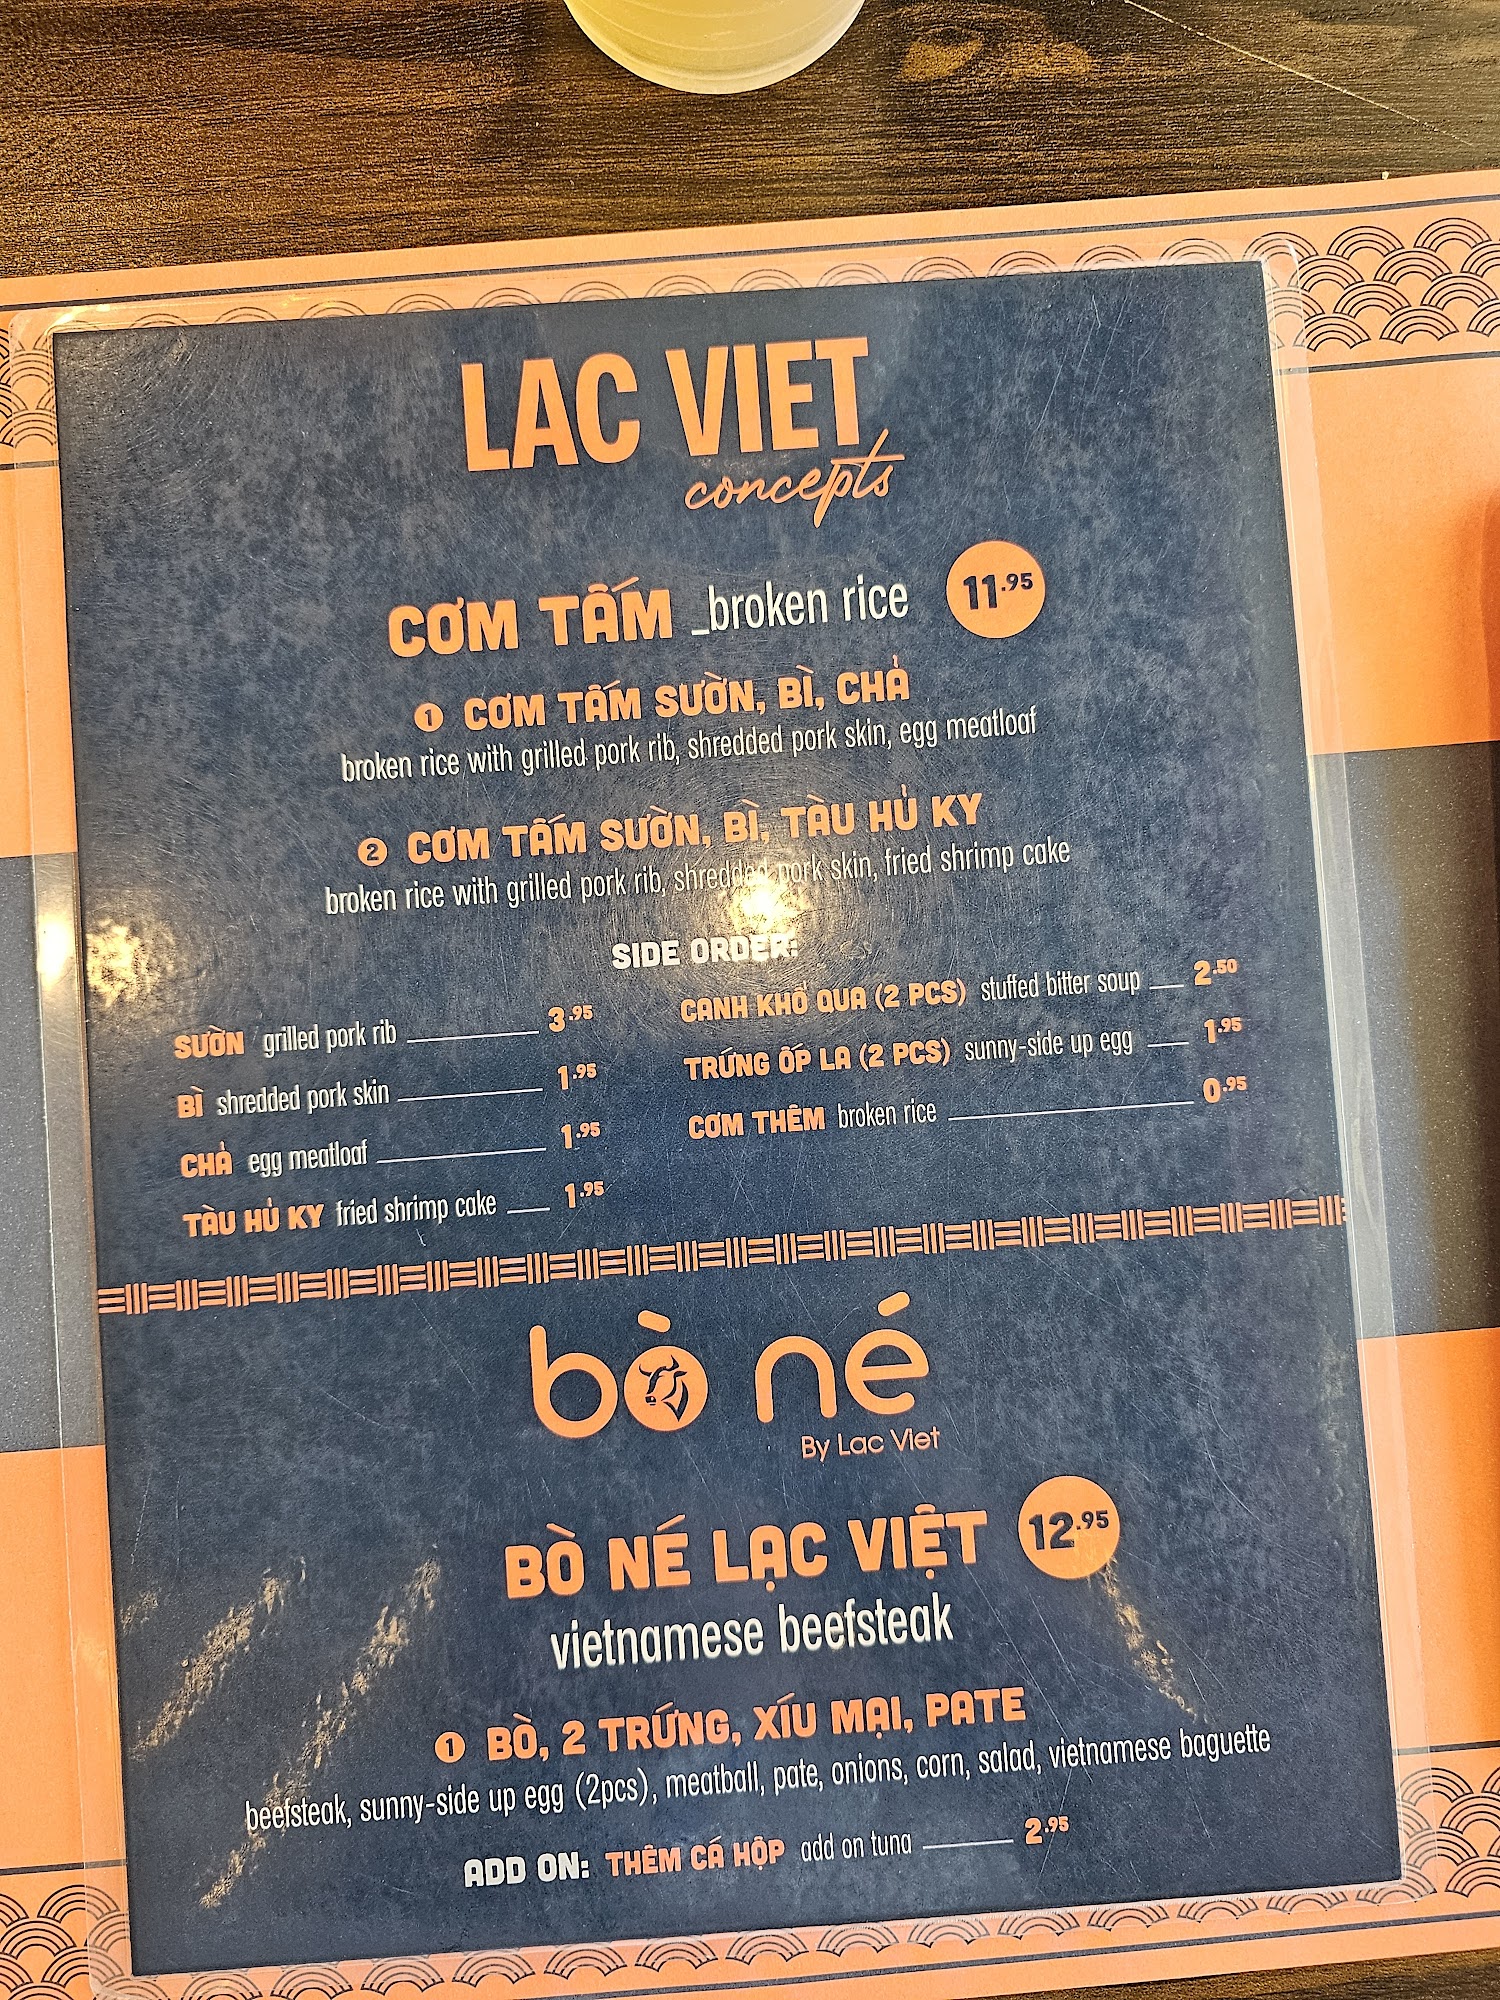 LAC VIET
concepts
CƠM TẤM _broken rice 11.95
1 CƠM TẤM SƯỜN, BÌ, CHẢ
broken rice with grilled pork rib, shredded pork skin, egg meatloaf
2 CƠM TẤM SƯỜN, BÌ, TÀU HỦ KY
broken rice with grilled pork rib, shredded pork skin, fried shrimp cake
SIDE ORDER:
SƯỜN grilled pork rib 3.95
BÌ shredded pork skin 1.95
CHẢ egg meatloaf 1.95
TÀU HỦ KY fried shrimp cake 1.95
CANH KHỔ QUA (2 PCS) stuffed bitter soup 2.50
TRỨNG ỐP LA (2 PCS) sunny-side up egg 1.95
CƠM THÊM broken rice 0.95
bò né
By Lac Viet
BÒ NÉ LẠC VIỆT 12.95
vietnamese beefsteak
1 BÒ, 2 TRỨNG, XÍU MẠI, PATE
beefsteak, sunny-side up egg (2pcs), meatball, pate, onions, corn, salad, vietnamese baguette
ADD ON: THÊM CÁ HỘP add on tuna 2.95